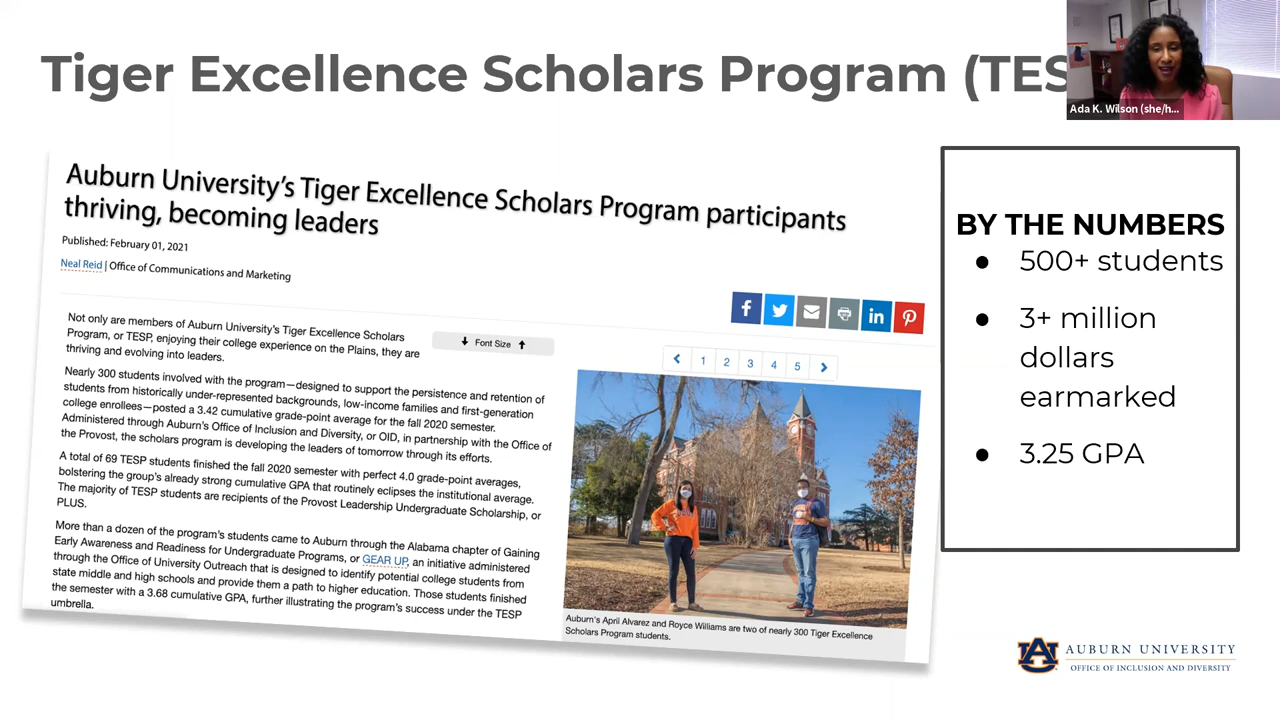 Tiger Excellence Scholars Program (TES
Ada K. Wilson (she/h...
Auburn University's Tiger Excellence Scholars Program participants
thriving, becoming leaders
Published: February 01, 2021
Neal Reid | Office of Communications and Marketing
Not only are members of Auburn University's Tiger Excellence Scholars
Program, or TESP, enjoying their college experience on the Plains, they are
thriving and evolving into leaders.
Font Size
Nearly 300 students involved with the program—designed to support the persistence and retention of
students from historically under-represented backgrounds, low-income families and first-generation
college enrollees—posted a 3.42 cumulative grade-point average for the fall 2020 semester.
Administered through Auburn's Office of Inclusion and Diversity, or OID, in partnership with the Office of
the Provost, the scholars program is developing the leaders of tomorrow through its efforts.
A total of 69 TESP students finished the fall 2020 semester with perfect 4.0 grade-point averages,
bolstering the group's already strong cumulative GPA that routinely eclipses the institutional average.
The majority of TESP students are recipients of the Provost Leadership Undergraduate Scholarship, or
PLUS.
More than a dozen of the program's students came to Auburn through the Alabama chapter of Gaining
Early Awareness and Readiness for Undergraduate Programs, or GEAR UP, an initiative administered
through the Office of University Outreach that is designed to identify potential college students from
state middle and high schools and provide them a path to higher education. Those students finished
the semester with a 3.68 cumulative GPA, further illustrating the program's success under the TESP
umbrella.
1 2 3 4 5
Auburn's April Alvarez and Royce Williams are two of nearly 300 Tiger Excellence
Scholars Program students.
BY THE NUMBERS
● 500+ students
● 3+ million
dollars
earmarked
● 3.25 GPA
AUBURN UNIVERSITY
OFFICE OF INCLUSION AND DIVERSITY